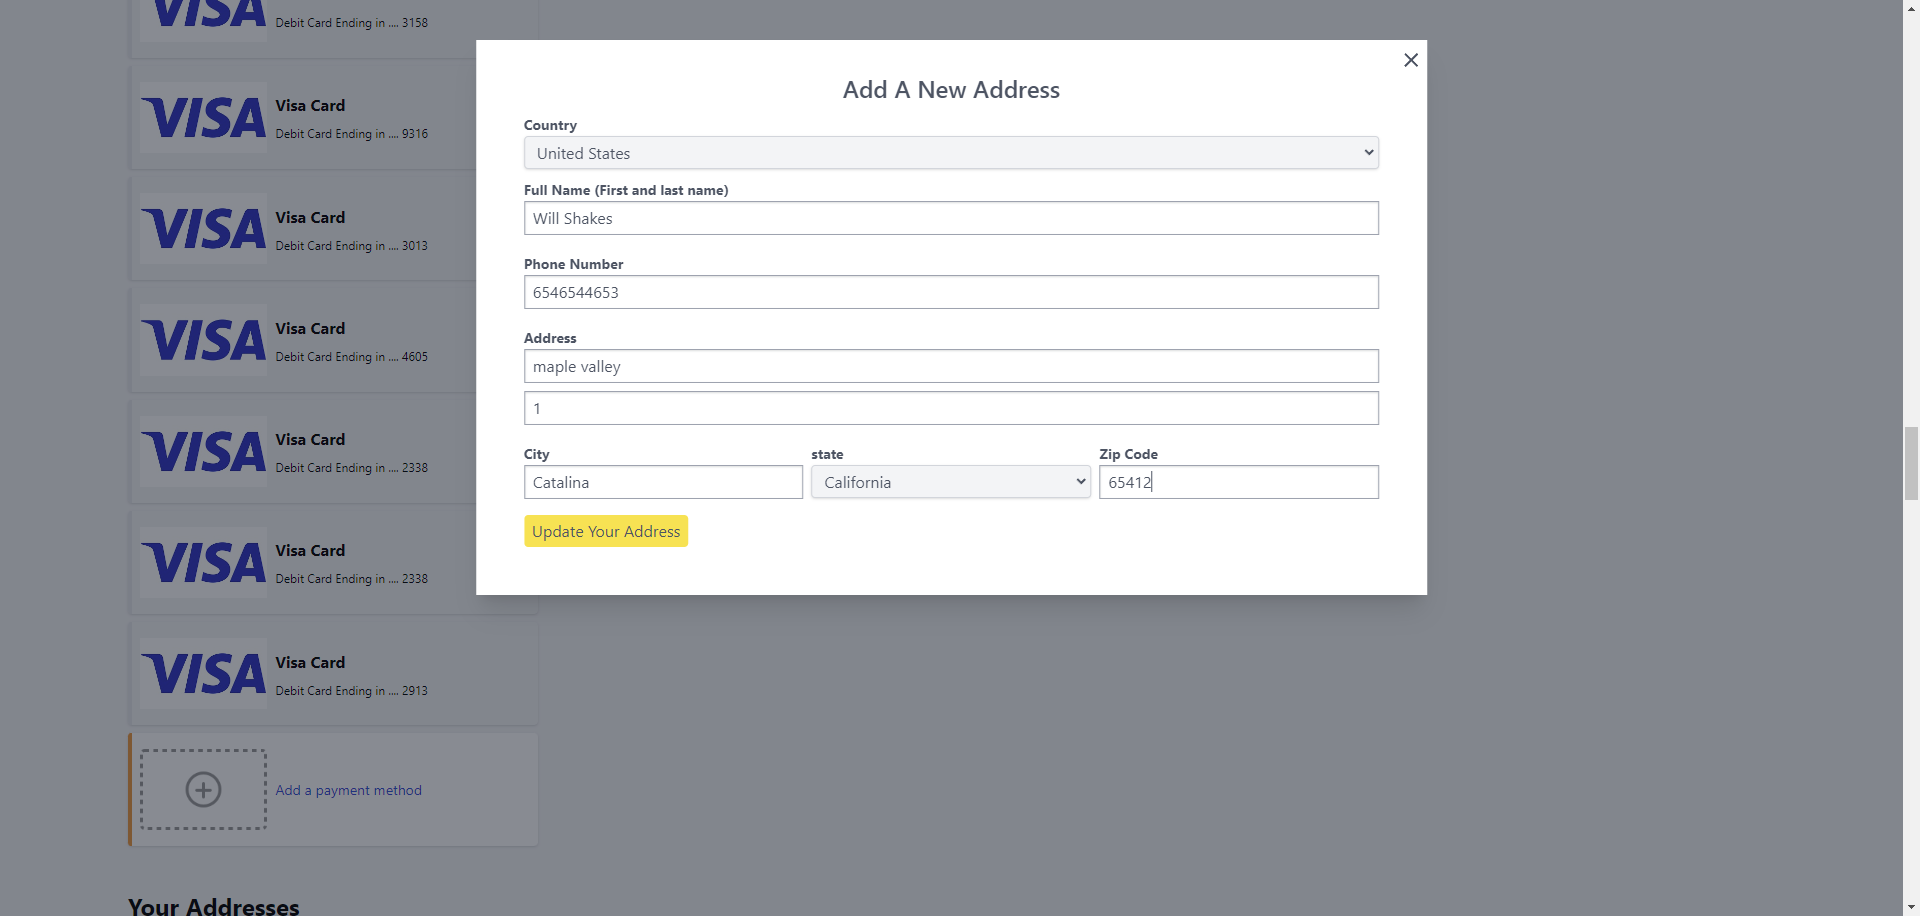 VISA
Debit Card Ending in .... 3158
VISA
Visa Card
Debit Card Ending in .... 9316
VISA
Visa Card
Debit Card Ending in .... 3013
VISA
Visa Card
Debit Card Ending in .... 4605
VISA
Visa Card
Debit Card Ending in .... 2338
VISA
Visa Card
Debit Card Ending in .... 2338
VISA
Visa Card
Debit Card Ending in .... 2913
Add a payment method
Your Addresses
Add A New Address
Country
United States
Full Name (First and last name)
Will Shakes
Phone Number
6546544653
Address
maple valley
1
City
state
Zip Code
Catalina
California
65412
Update Your Address